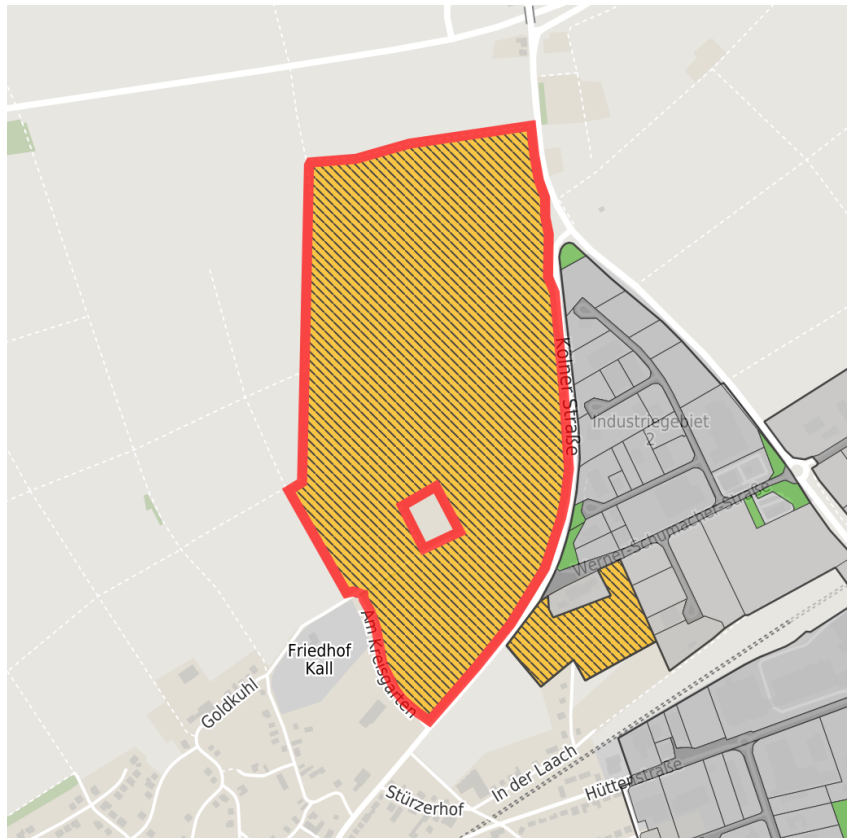 Kölner Straße
Industriegebiet
2
Werner-Schumacher-Straße
Am Kreisgarten
Friedhof
Kall
Goldkuhl
In der Laach
Hüttenstraße
Stürzerhof